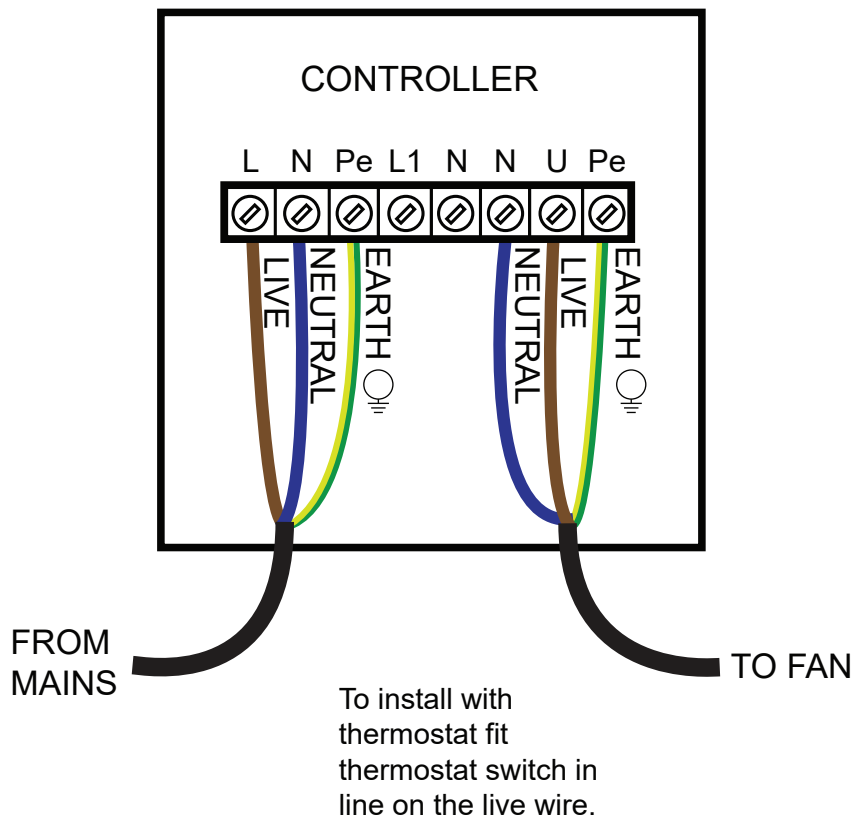 CONTROLLER
L N Pe L1 N N U Pe
LIVE
NEUTRAL
EARTH
NEUTRAL
LIVE
EARTH
FROM
MAINS
TO FAN
To install with
thermostat fit
thermostat switch in
line on the live wire.